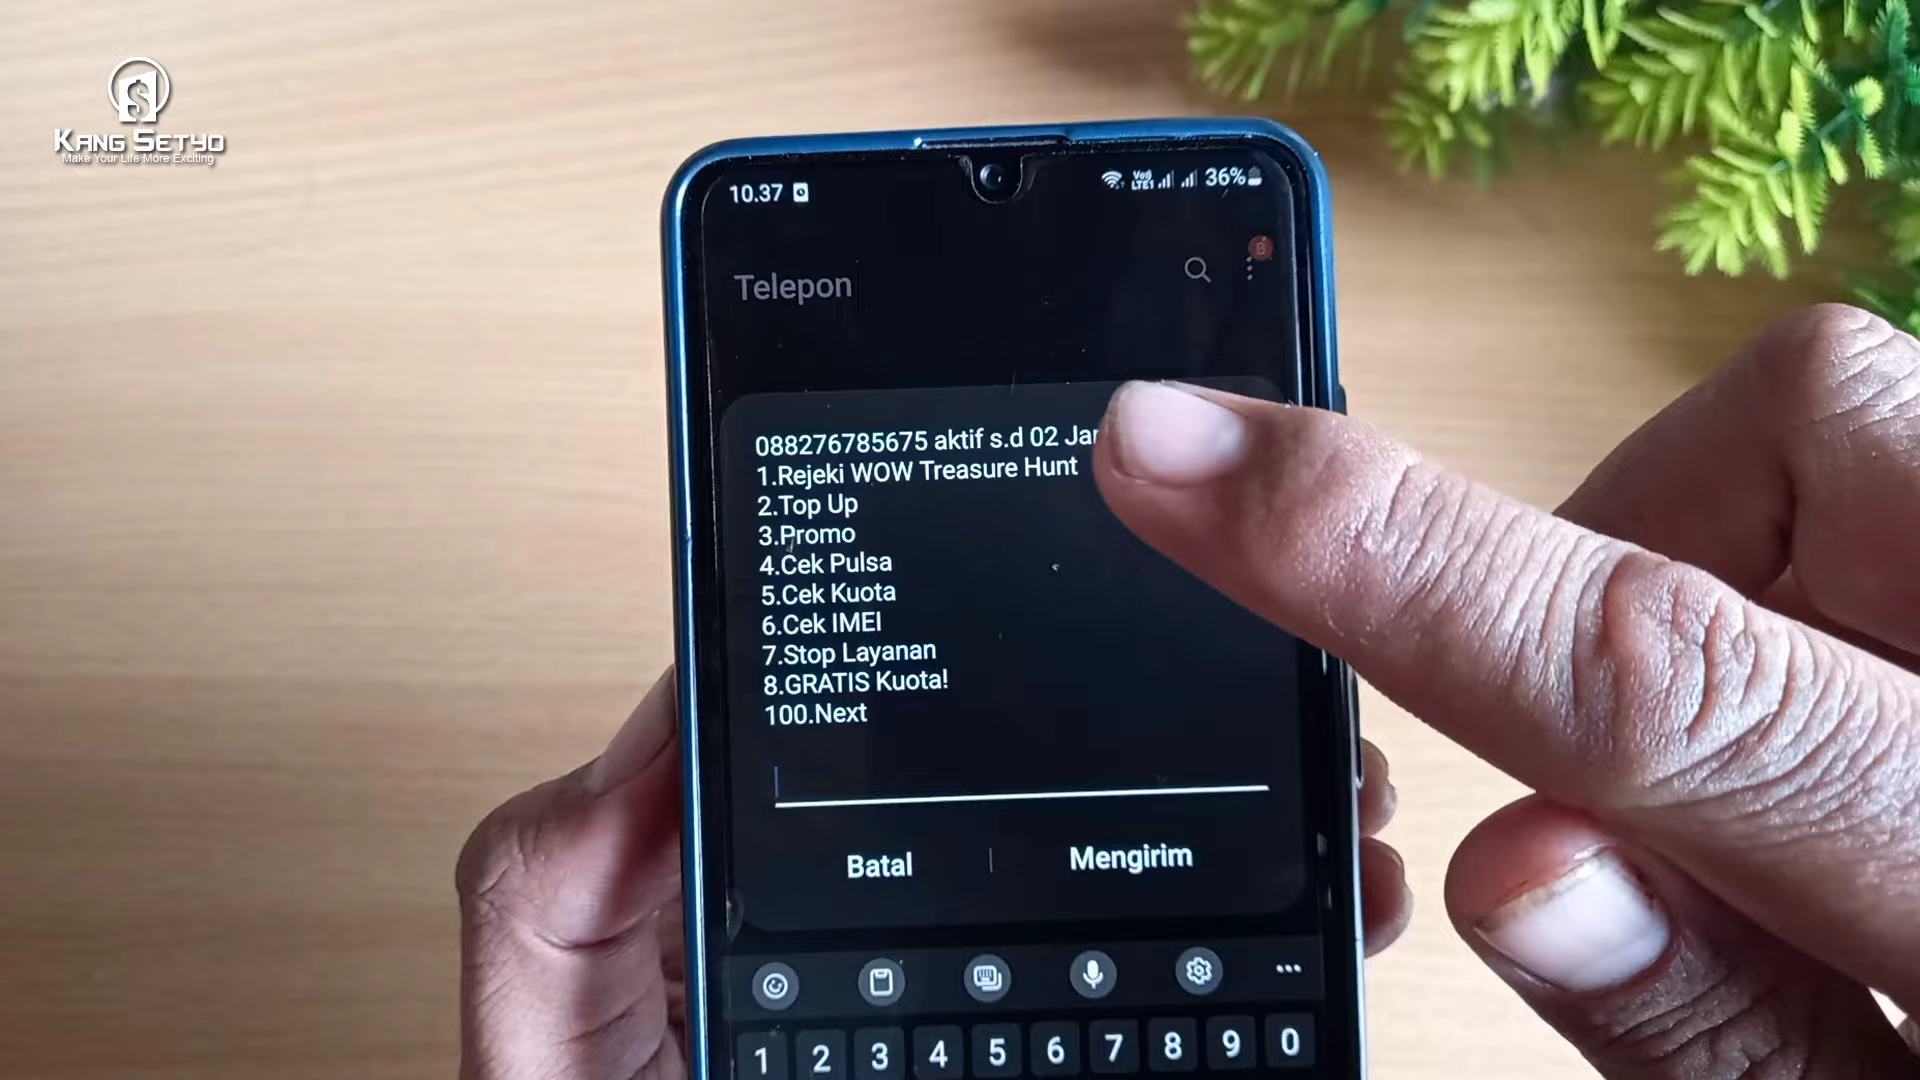 KANG SETYO
Make Your Life More Exciting
10.37
36%
Telepon
088276785675 aktif s.d 02
1.Rejeki WOW Treasure Hunt
2.Top Up
3.Promo
4.Cek Pulsa
5.Cek Kuota
6.Cek IMEI
7.Stop Layanan
8.GRATIS Kuota!
100.Next
Batal | Mengirim
1 2 3 4 5 6 7 8 9 0